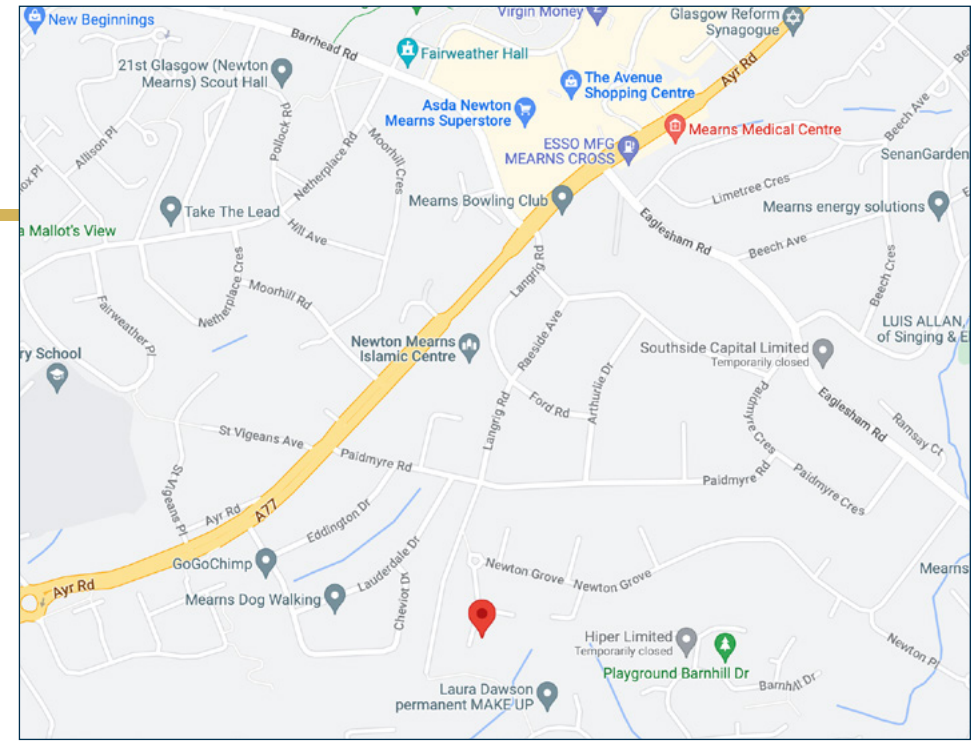 New Beginnings
Virgin Money
Glasgow Reform
Synagogue
Barrhead Rd
Fairweather Hall
21st Glasgow (Newton
Mearns) Scout Hall
The Avenue
Shopping Centre
Ayr Rd
Asda Newton
Mearns Superstore
Mearns Medical Centre
ESSO MFG
MEARNS CROSS
Beech Ave
SenanGarden
Allison Pl
Pollock Rd
Netherplace Rd
Moorhill Cres
Limetree Cres
Mearns Bowling Club
Mearns energy solutions
Take The Lead
a Mallot's View
Hill Ave
Eaglesham Rd
Beech Ave
Netherplace Cres
Moorhill Rd
Langrig Rd
Beech Cres
Fairweather Pl
Raeside Ave
LUIS ALLAN,
of Singing & E
ry School
Newton Mearns
Islamic Centre
Southside Capital Limited
Temporarily closed
Arthurlie Dr
Ford Rd
Langrig Rd
Paidmyre Cres
Eaglesham Rd
Ramsay Ct
St Vigeans Ave
Paidmyre Rd
Paidmyre Rd
Paidmyre Cres
St Vigeans Pl
Ayr Rd
A77
Eddington Dr
GoGoChimp
Lauderdale Dr
Newton Grove
Newton Grove
Mearns
Ayr Rd
Mearns Dog Walking
Cheviot Dr
Hiper Limited
Temporarily closed
Newton Pl
Playground Barnhill Dr
Barnhill Dr
Laura Dawson
permanent MAKE UP